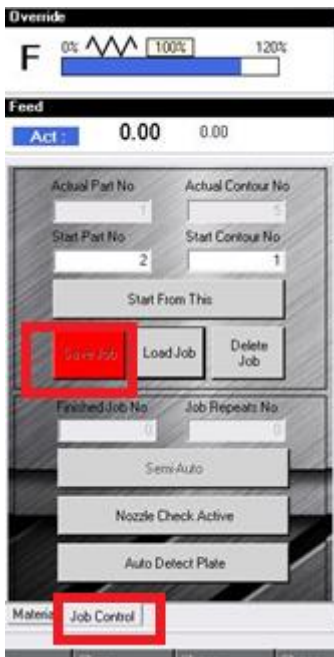 Override
F 0% 100% 120%
Feed
Act : 0.00 0.00
Actual Part No Actual Contour No
1 5
Start Part No Start Contour No
2 1
Start From This
Save Job Load Job Delete
Job
Finished Job No Job Repeats No
0 0
Semi-Auto
Nozzle Check Active
Auto Detect Plate
Materia Job Control